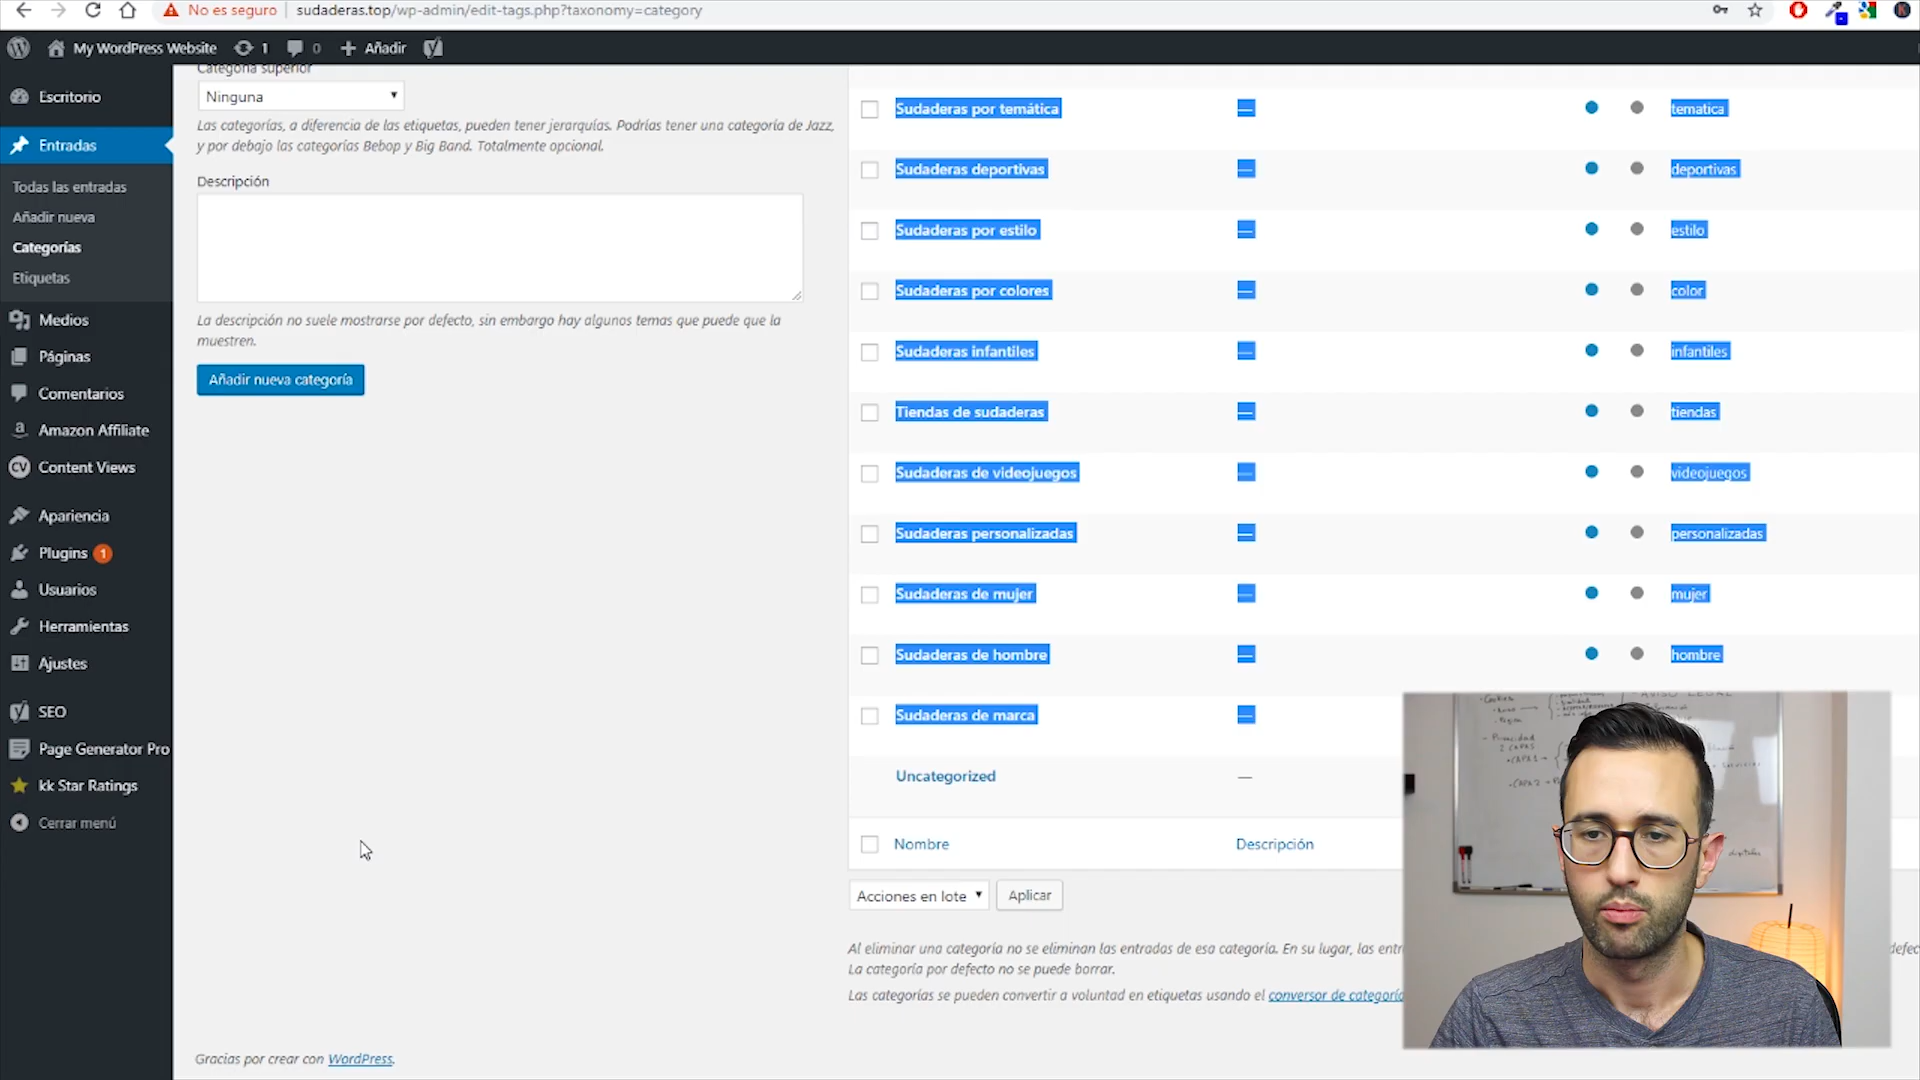 No es seguro
sudaderas.top/wp-admin/edit-tags.php?taxonomy=category
My WordPress Website
1
0
Añadir
Escritorio
Entradas
Todas las entradas
Añadir nueva
Categorías
Etiquetas
Medios
Páginas
Comentarios
Amazon Affiliate
Content Views
Apariencia
Plugins 1
Usuarios
Herramientas
Ajustes
SEO
Page Generator Pro
kk Star Ratings
Cerrar menú
Categoría superior
Ninguna
Las categorías, a diferencia de las etiquetas, pueden tener jerarquías. Podrías tener una categoría de Jazz,
y por debajo las categorías Bebop y Big Band. Totalmente opcional.
Descripción
La descripción no suele mostrarse por defecto, sin embargo hay algunos temas que puede que la
muestren.
Añadir nueva categoría
Sudaderas por temática — tematica
Sudaderas deportivas — deportivas
Sudaderas por estilo — estilo
Sudaderas por colores — color
Sudaderas infantiles — infantiles
Tiendas de sudaderas — tiendas
Sudaderas de videojuegos — videojuegos
Sudaderas personalizadas — personalizadas
Sudaderas de mujer — mujer
Sudaderas de hombre — hombre
Sudaderas de marca —
Uncategorized —
Nombre Descripción
Acciones en lote Aplicar
Al eliminar una categoría no se eliminan las entradas de esa categoría. En su lugar, las entr
La categoría por defecto no se puede borrar.
Las categorías se pueden convertir a voluntad en etiquetas usando el conversor de categoría
Gracias por crear con WordPress.